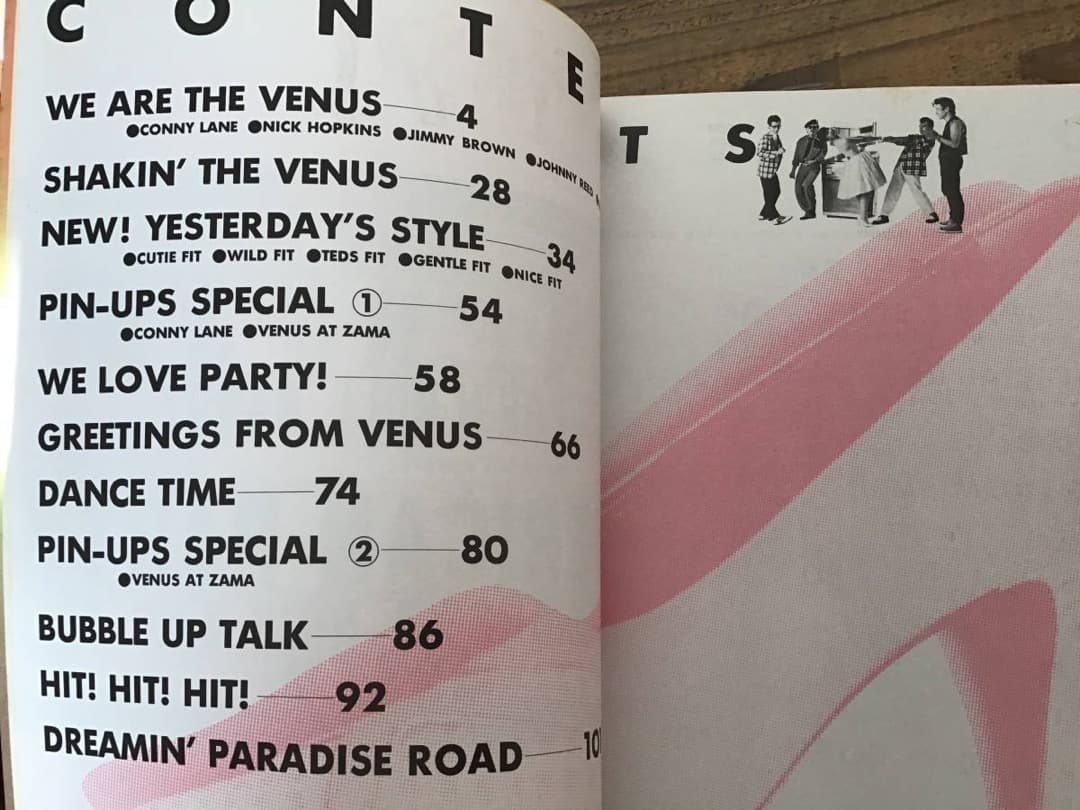 C O N T E T S
WE ARE THE VENUS 4
●CONNY LANE ●NICK HOPKINS ●JIMMY BROWN ●JOHNNY REED
SHAKIN' THE VENUS 28
NEW! YESTERDAY'S STYLE 34
●CUTIE FIT ●WILD FIT ●TEDS FIT ●GENTLE FIT ●NICE FIT
PIN-UPS SPECIAL ① 54
●CONNY LANE ●VENUS AT ZAMA
WE LOVE PARTY! 58
GREETINGS FROM VENUS 66
DANCE TIME 74
PIN-UPS SPECIAL ② 80
●VENUS AT ZAMA
BUBBLE UP TALK 86
HIT! HIT! HIT! 92
DREAMIN' PARADISE ROAD